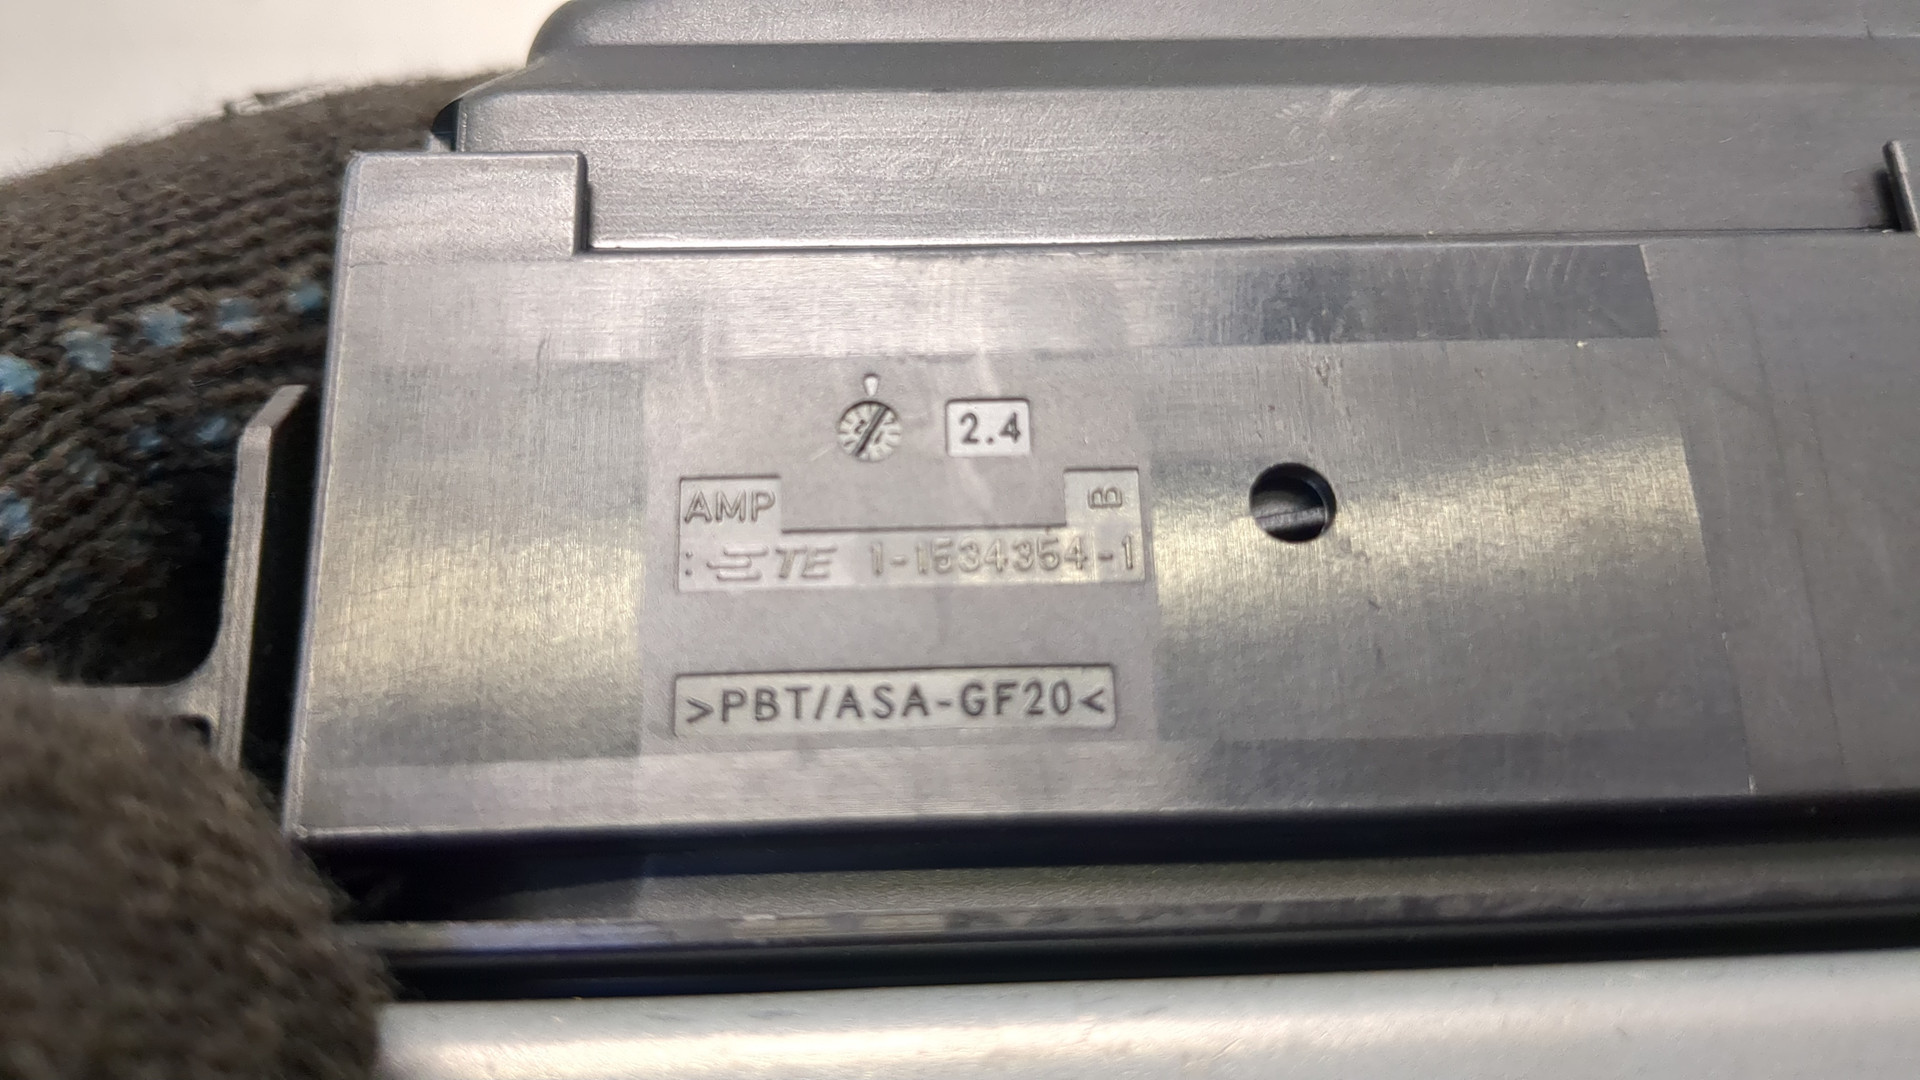 2.4
AMP
B
:TE 1-1534354-1
>PBT/ASA-GF20<